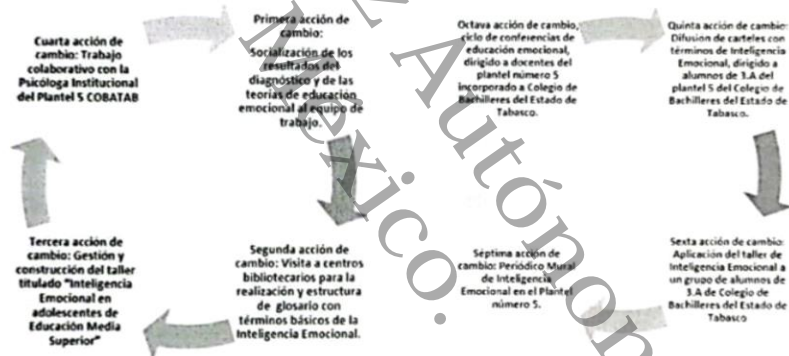 Primera acción de
cambio:
Socialización de los
resultados del
diagnóstico y de las
teorías de educación
emocional al equipo de
trabajo.
Segunda acción de
cambio: Visita a centros
bibliotecarios para la
realización y estructura
de glosario con
términos básicos de la
Inteligencia Emocional.
Tercera acción de
cambio: Gestión y
construcción del taller
titulado "Inteligencia
Emocional en
adolescentes de
Educación Media
Superior"
Cuarta acción de
cambio: Trabajo
colaborativo con la
Psicóloga Institucional
del Plantel 5 COBATAB
Quinta acción de cambio:
Difusion de carteles con
términos de Inteligencia
Emocional, dirigido a
alumnos de 3.A del
plantel 5 del Colegio de
Bachilleres del Estado de
Tabasco.
Sexta acción de cambio:
Aplicación del taller de
Inteligencia Emocional a
un grupo de alumnos de
3.A de Colegio de
Bachilleres del Estado de
Tabasco
Séptima acción de
cambio: Periódico Mural
de Inteligencia
Emocional en el Plantel
número 5.
Octava acción de cambio,
ciclo de conferencias de
educación emocional,
dirigido a docentes del
plantel número 5
incorporado a Colegio de
Bachilleres del Estado de
Tabasco.
México.